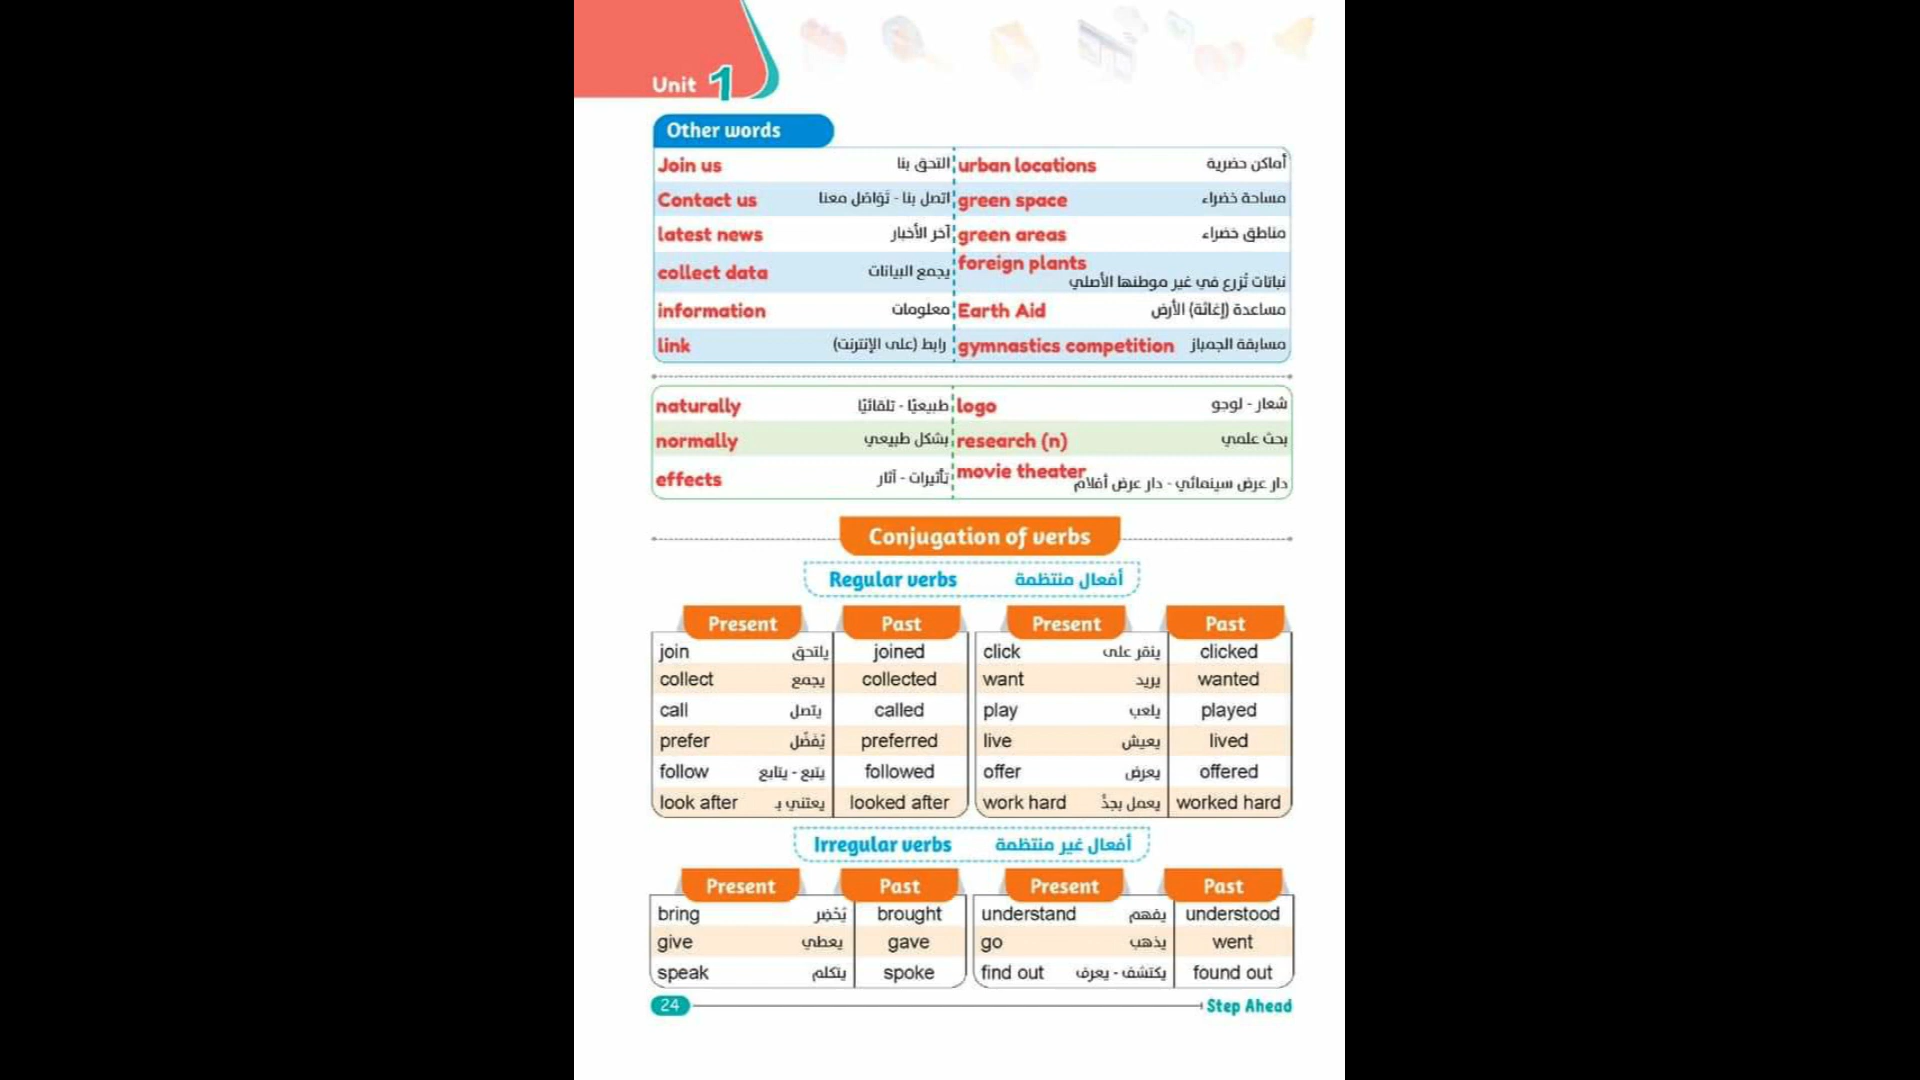 Unit 1
Other words
Join us التحق بنا urban locations أماكن حضرية
Contact us اتصل بنا - تَوَاصَل معنا green space مساحة خضراء
latest news آخر الأخبار green areas مناطق خضراء
collect data يجمع البيانات foreign plants نباتات تُزرع في غير موطنها الأصلي
information معلومات Earth Aid مساعدة (إغاثة) الأرض
link رابط (على الإنترنت) gymnastics competition مسابقة الجمباز
naturally طبيعيًا - تلقائيًا logo شعار - لوجو
normally بشكل طبيعي research (n) بحث علمي
effects تأثيرات - آثار movie theater دار عرض سينمائي - دار عرض أفلام
Conjugation of verbs
Regular verbs أفعال منتظمة
Present Past Present Past
join يلتحق joined click ينقر على clicked
collect يجمع collected want يريد wanted
call يتصل called play يلعب played
prefer يُفَضِّل preferred live يعيش lived
follow يتبع - يتابع followed offer يعرض offered
look after يعتني بـ looked after work hard يعمل بجدٍّ worked hard
Irregular verbs أفعال غير منتظمة
Present Past Present Past
bring يُحْضِر brought understand يفهم understood
give يعطي gave go يذهب went
speak يتكلم spoke find out يكتشف - يعرف found out
24 Step Ahead